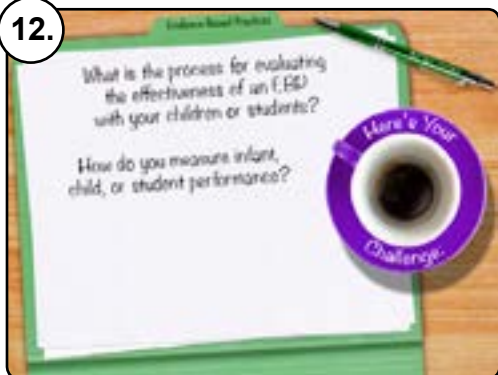 12.
Evidence-Based Practices
What is the process for evaluating
the effectiveness of an EBP
with your children or students?
How do you measure infant,
child, or student performance?
Here's Your
Challenge: